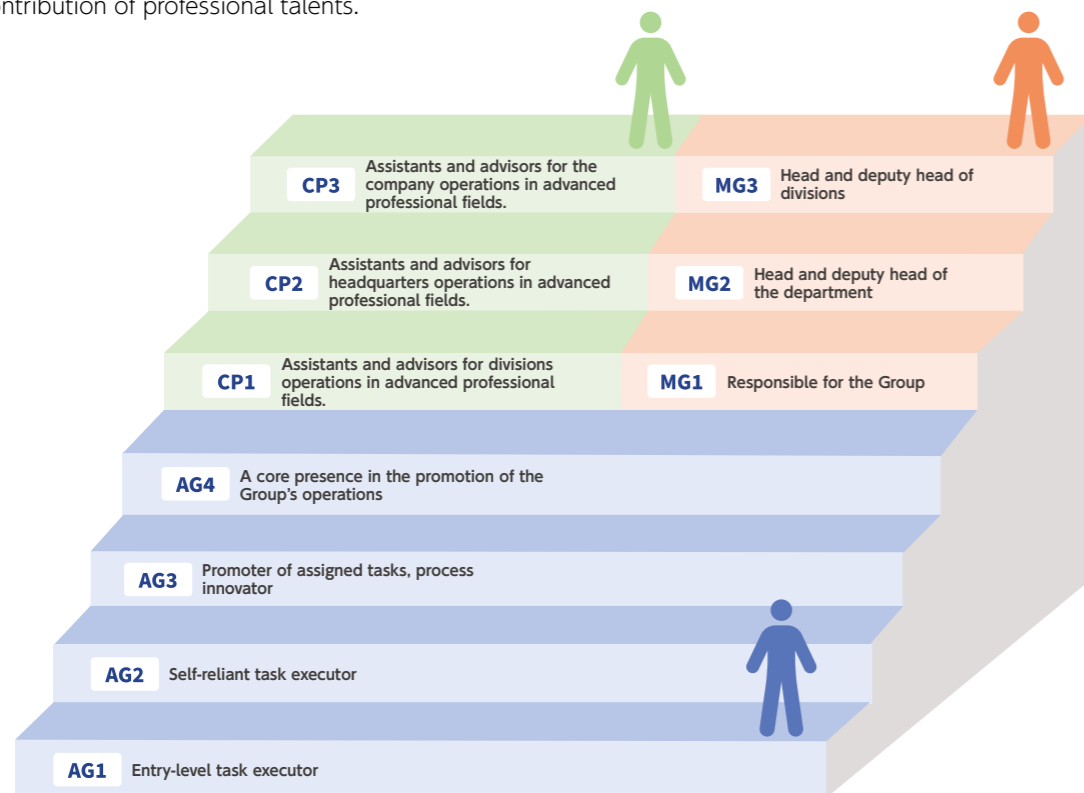 ntribution of professional talents.
CP3
Assistants and advisors for the
company operations in advanced
professional fields.
MG3
Head and deputy head of
divisions
CP2
Assistants and advisors for
headquarters operations in advanced
professional fields.
MG2
Head and deputy head of
the department
CP1
Assistants and advisors for divisions
operations in advanced professional
fields.
MG1
Responsible for the Group
AG4
A core presence in the promotion of the
Group's operations
AG3
Promoter of assigned tasks, process
innovator
AG2
Self-reliant task executor
AG1
Entry-level task executor